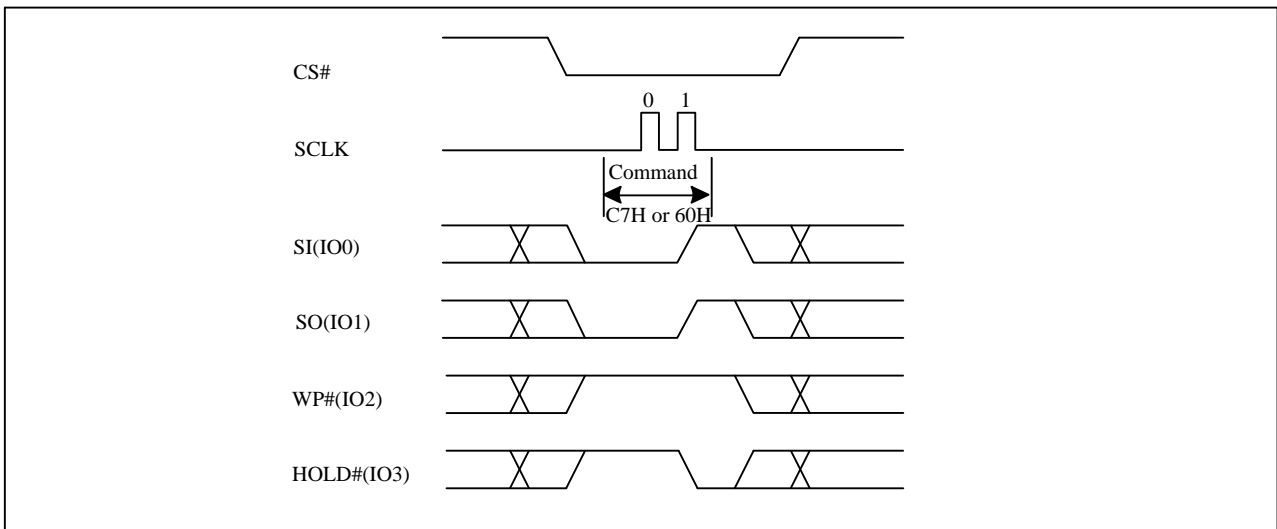 CS#
0 1
SCLK
Command
C7H or 60H
SI(IO0)
SO(IO1)
WP#(IO2)
HOLD#(IO3)